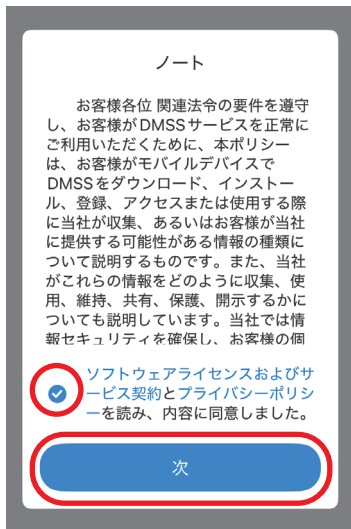 ノート
お客様各位 関連法令の要件を遵守
し、お客様がDMSSサービスを正常に
ご利用いただくために、本ポリシー
は、お客様がモバイルデバイスで
DMSSをダウンロード、インストー
ル、登録、アクセスまたは使用する際
に当社が収集、あるいはお客様が当社
に提供する可能性がある情報の種類に
ついて説明するものです。また、当社
がこれらの情報をどのように収集、使
用、維持、共有、保護、開示するかに
ついても説明しています。当社では情
報セキュリティを確保し、お客様の個
ソフトウェアライセンスおよびサ
ービス契約とプライバシーポリシ
ーを読み、内容に同意しました。
次